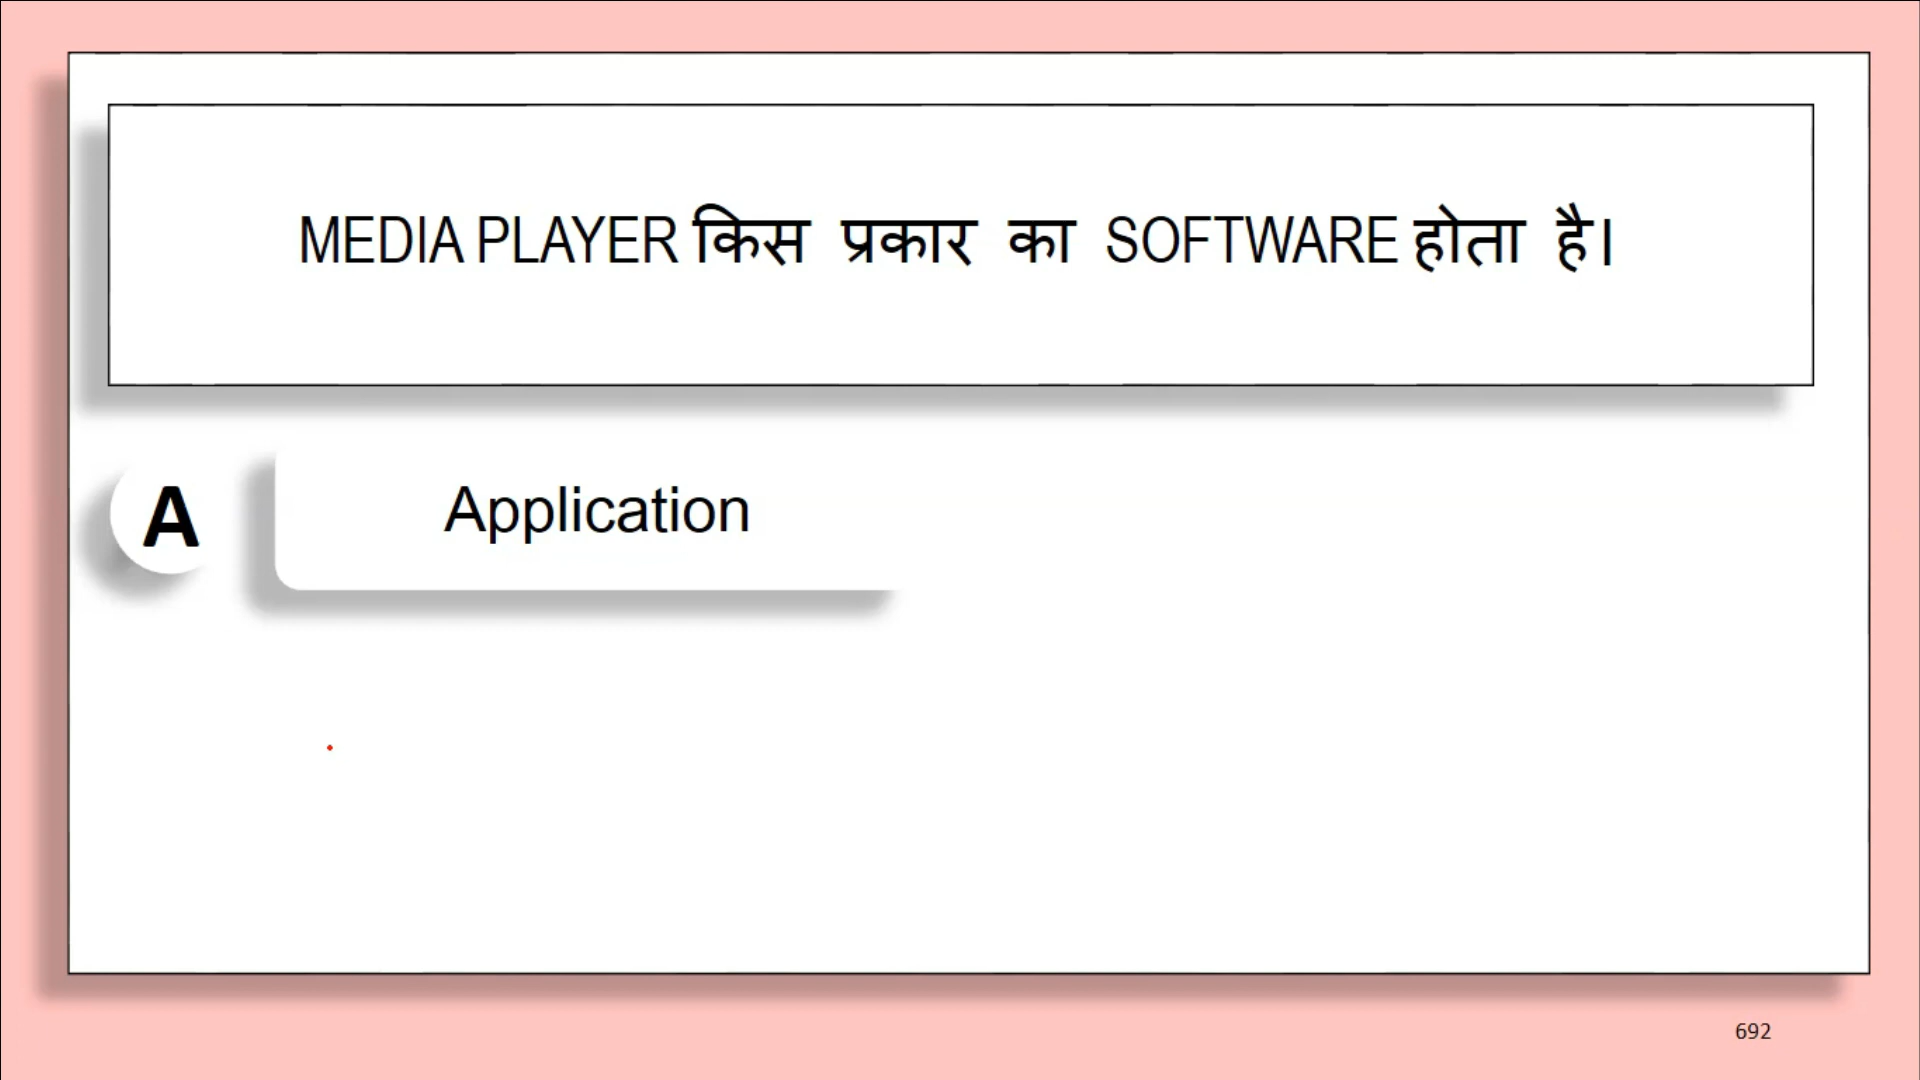 MEDIA PLAYER किस प्रकार का SOFTWARE होता है।
A Application
692